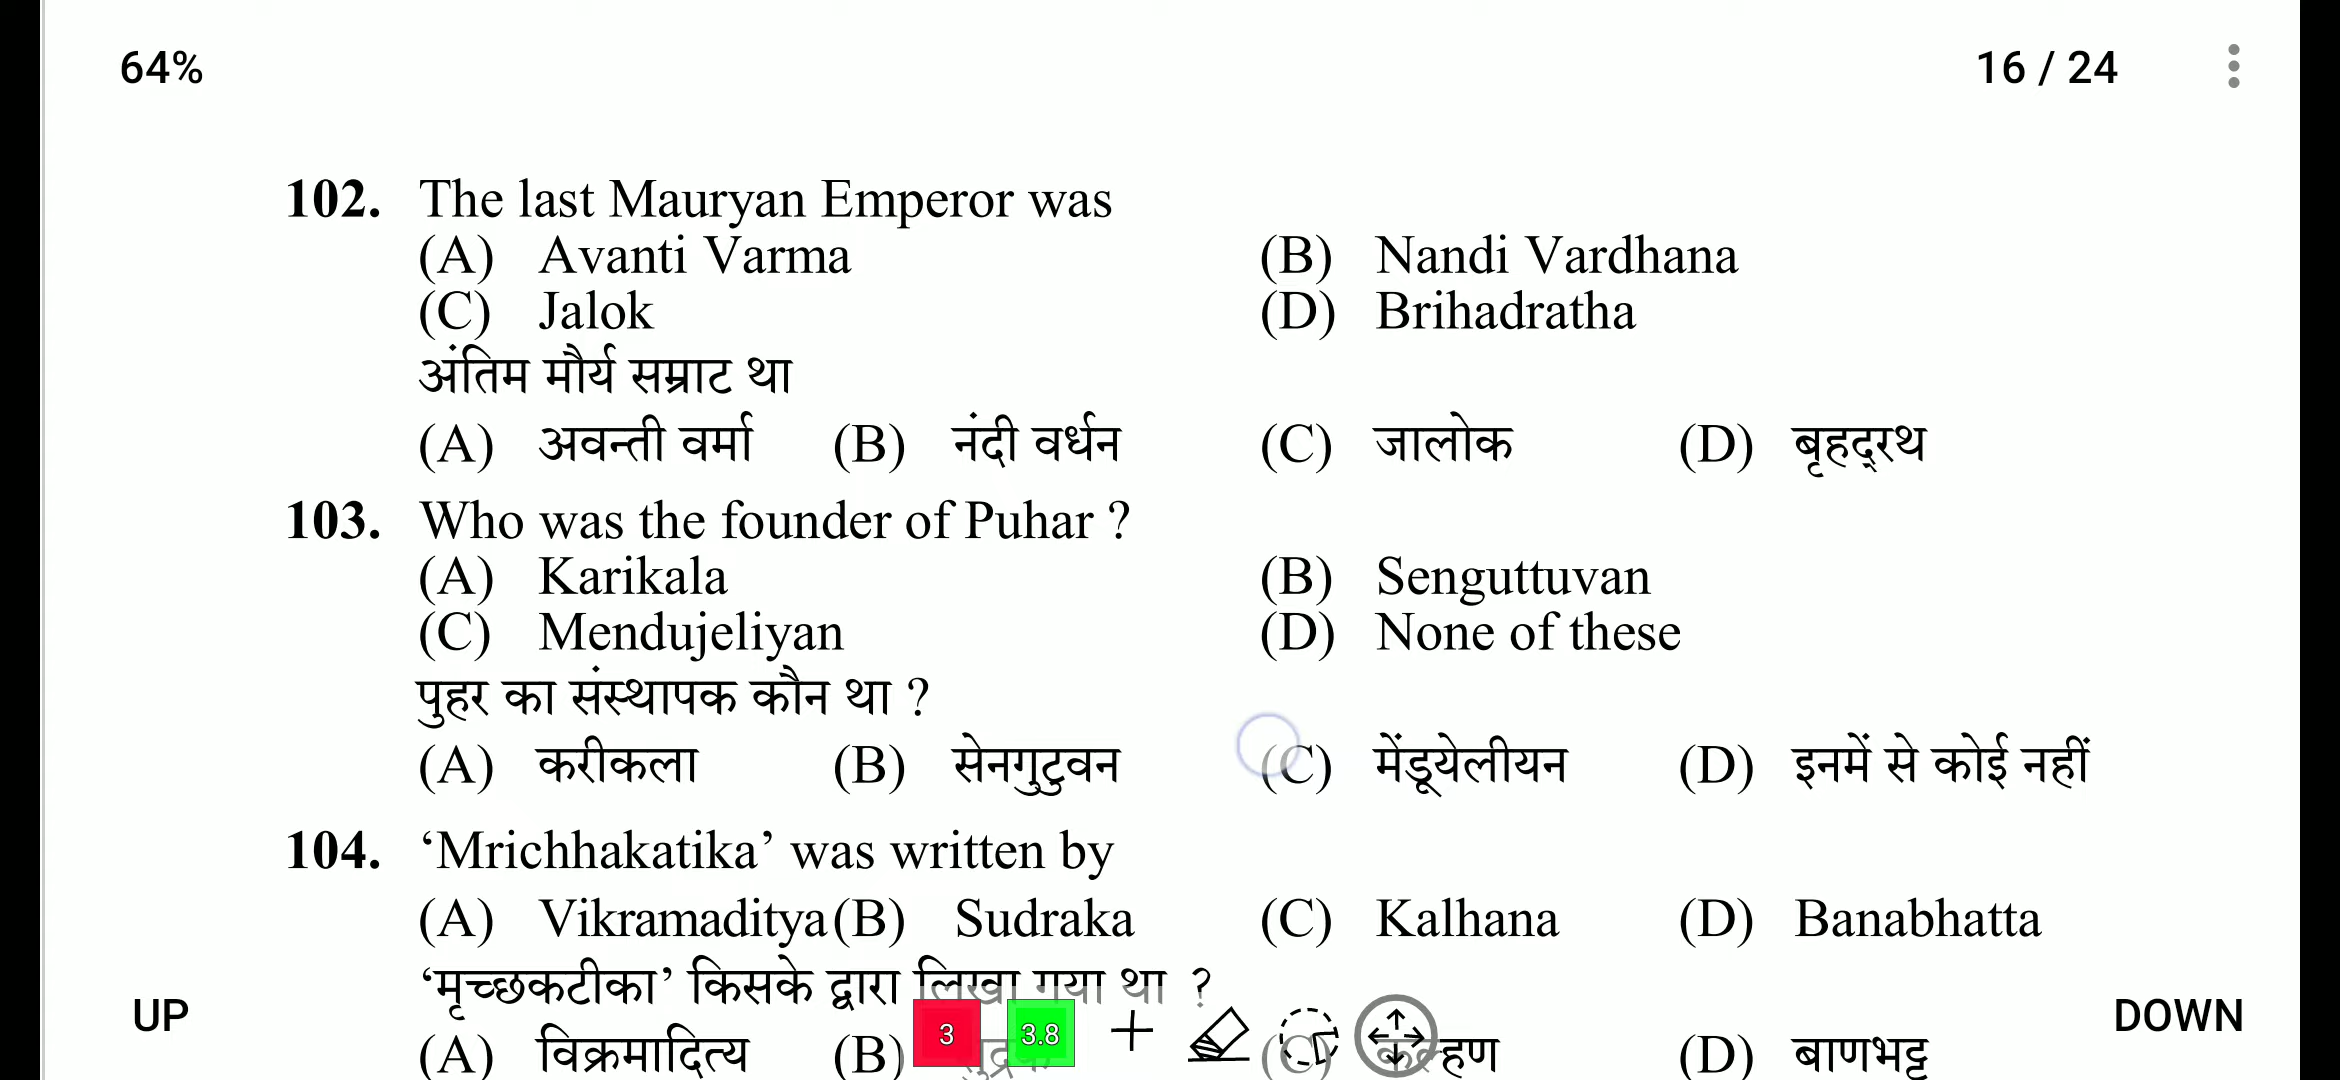 64%
16 / 24
102. The last Mauryan Emperor was
(A) Avanti Varma (B) Nandi Vardhana
(C) Jalok (D) Brihadratha
अंतिम मौर्य सम्राट था
(A) अवन्ती वर्मा (B) नंदी वर्धन (C) जालोक (D) बृहद्‌रथ
103. Who was the founder of Puhar ?
(A) Karikala (B) Senguttuvan
(C) Mendujeliyan (D) None of these
पुहर का संस्थापक कौन था ?
(A) करीकला (B) सेनगुटुवन (C) मेंडूयेलीयन (D) इनमें से कोई नहीं
104. ‘Mrichhakatika’ was written by
(A) Vikramaditya (B) Sudraka (C) Kalhana (D) Banabhatta
‘मृच्छकटीका’ किसके द्वारा लिखा गया था ?
UP
DOWN
3 3.8
(A) विक्रमादित्य (B) (C) (D) बाणभट्ट